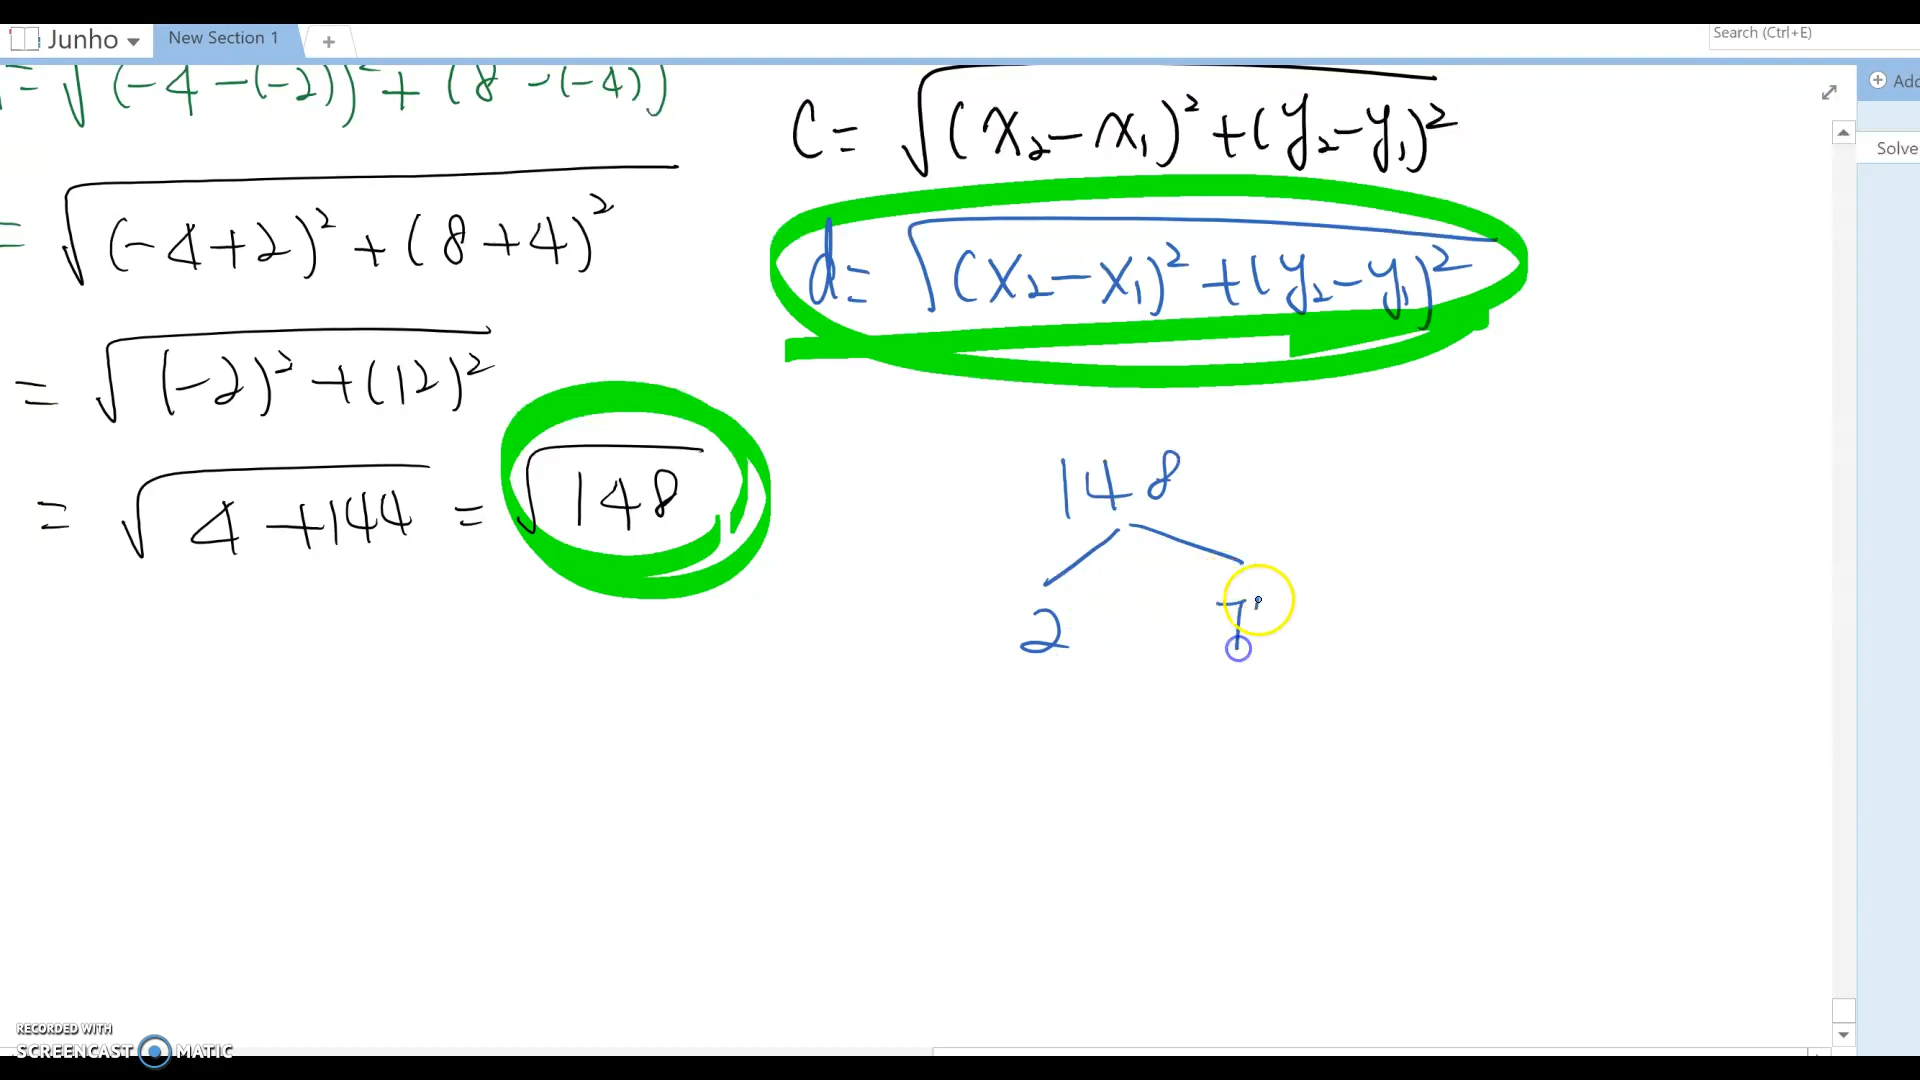 Junho
New Section 1
+
Search (Ctrl+E)
= √(-4-(-2))² + (8-(-4))
= √(-4+2)² + (8+4)²
= √(-2)² + (12)²
= √4+144 = √148
C = √(x₂-x₁)² + (y₂-y₁)²
d = √(x₂-x₁)² + (y₂-y₁)²
148
2 7
Solve
RECORDED WITH
SCREENCAST MATIC